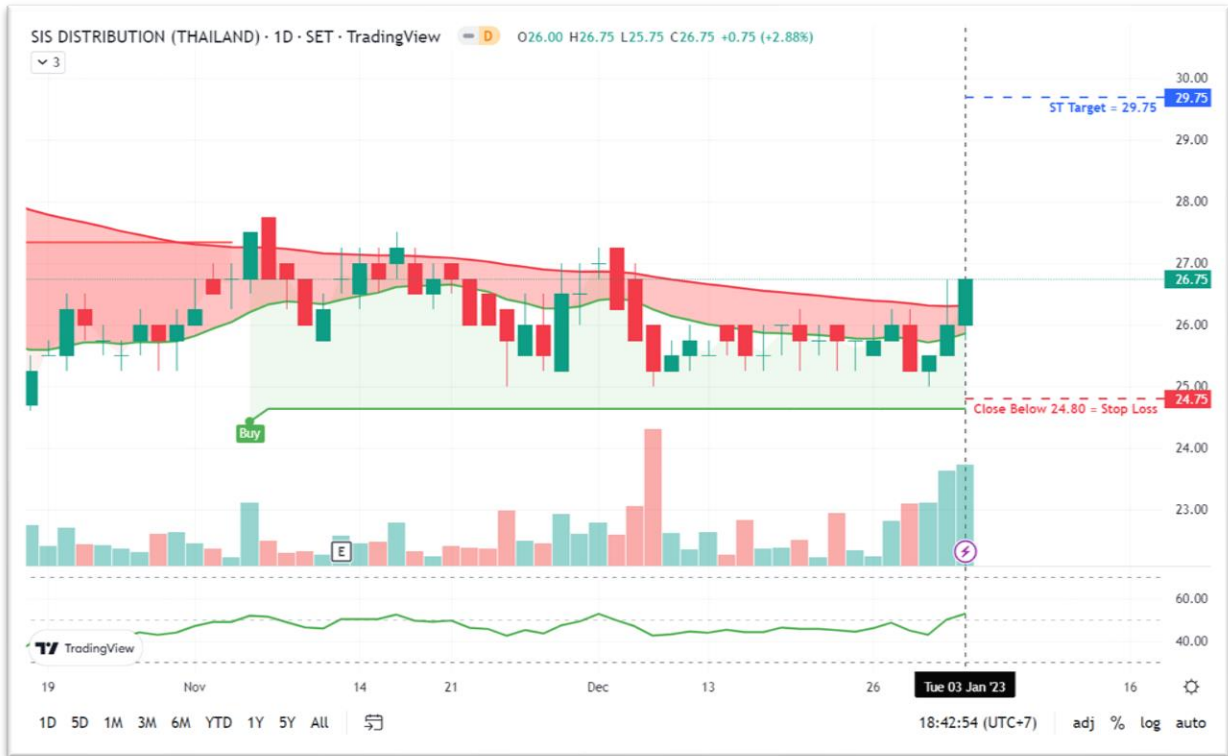 SIS DISTRIBUTION (THAILAND) · 1D · SET · TradingView D O26.00 H26.75 L25.75 C26.75 +0.75 (+2.88%)
3
30.00
29.75
ST Target = 29.75
29.00
28.00
27.00
26.75
26.00
25.00
24.75
Close Below 24.80 = Stop Loss
Buy
24.00
23.00
E
60.00
40.00
TradingView
19 Nov 14 21 Dec 13 26 Tue 03 Jan '23 16
1D 5D 1M 3M 6M YTD 1Y 5Y All 18:42:54 (UTC+7) adj % log auto